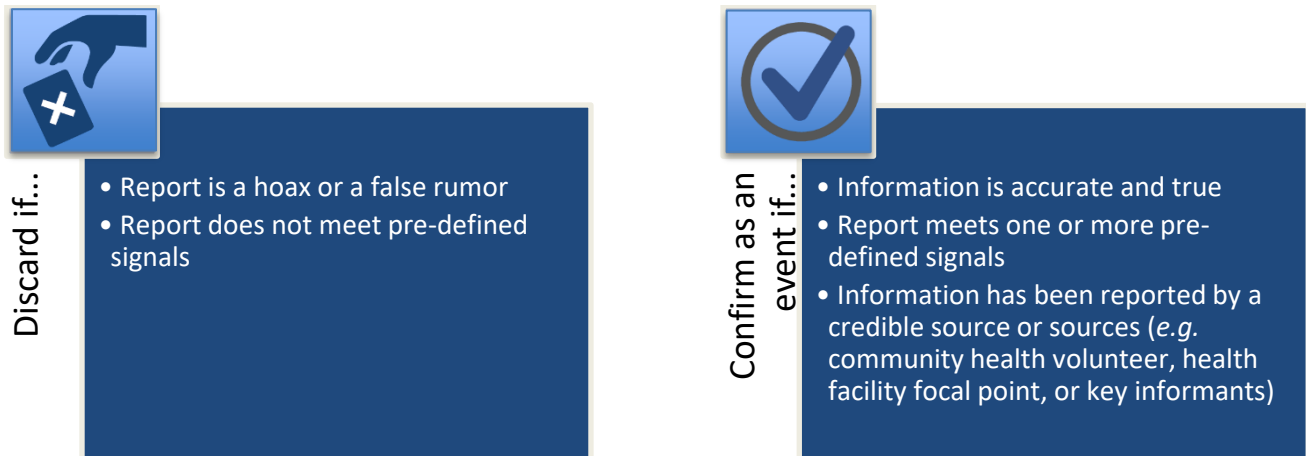 Discard if...
• Report is a hoax or a false rumor
• Report does not meet pre-defined
signals
Confirm as an
event if...
• Information is accurate and true
• Report meets one or more pre-
defined signals
• Information has been reported by a
credible source or sources (e.g.
community health volunteer, health
facility focal point, or key informants)